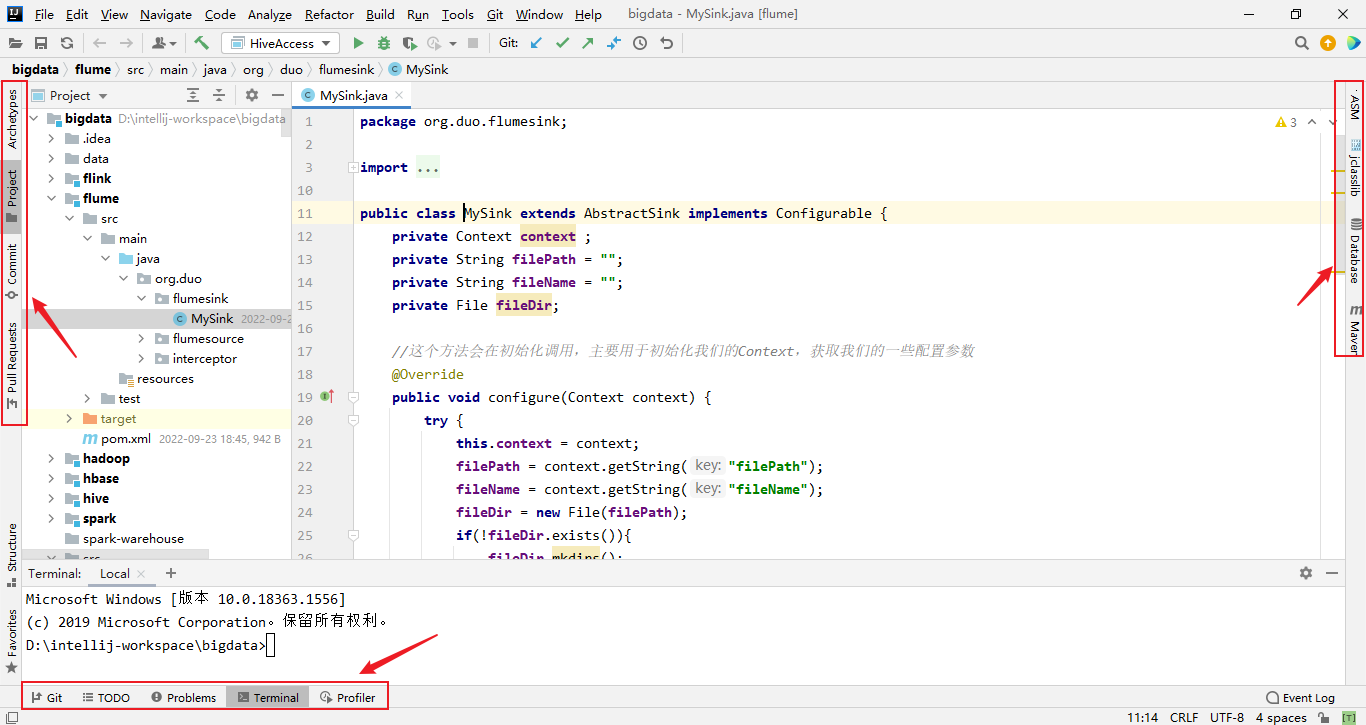 File Edit View Navigate Code Analyze Refactor Build Run Tools Git Window Help bigdata - MySink.java [flume]
HiveAccess Git:
bigdata flume src main java org duo flumesink MySink
Archetypes
Project
Commit
Pull Requests
Structure
Favorites
Project
bigdata D:\intellij-workspace\bigdata
.idea
data
flink
flume
src
main
java
org.duo
flumesink
MySink 2022-09-2
flumesource
interceptor
resources
test
target
pom.xml 2022-09-23 18:45, 942 B
hadoop
hbase
hive
spark
spark-warehouse
src
MySink.java
3
1 package org.duo.flumesink;
2
3 import ...
10
11 public class MySink extends AbstractSink implements Configurable {
12 private Context context ;
13 private String filePath = "";
14 private String fileName = "";
15 private File fileDir;
16
17 //这个方法会在初始化调用，主要用于初始化我们的Context，获取我们的一些配置参数
18 @Override
19 public void configure(Context context) {
20 try {
21 this.context = context;
22 filePath = context.getString( key: "filePath");
23 fileName = context.getString( key: "fileName");
24 fileDir = new File(filePath);
25 if(!fileDir.exists()){
26 fileDir.mkdirs();
ASM
jclasslib
Database
Maven
Terminal: Local
Microsoft Windows [版本 10.0.18363.1556]
(c) 2019 Microsoft Corporation。保留所有权利。
D:\intellij-workspace\bigdata>
Git TODO Problems Terminal Profiler Event Log
11:14 CRLF UTF-8 4 spaces [T]